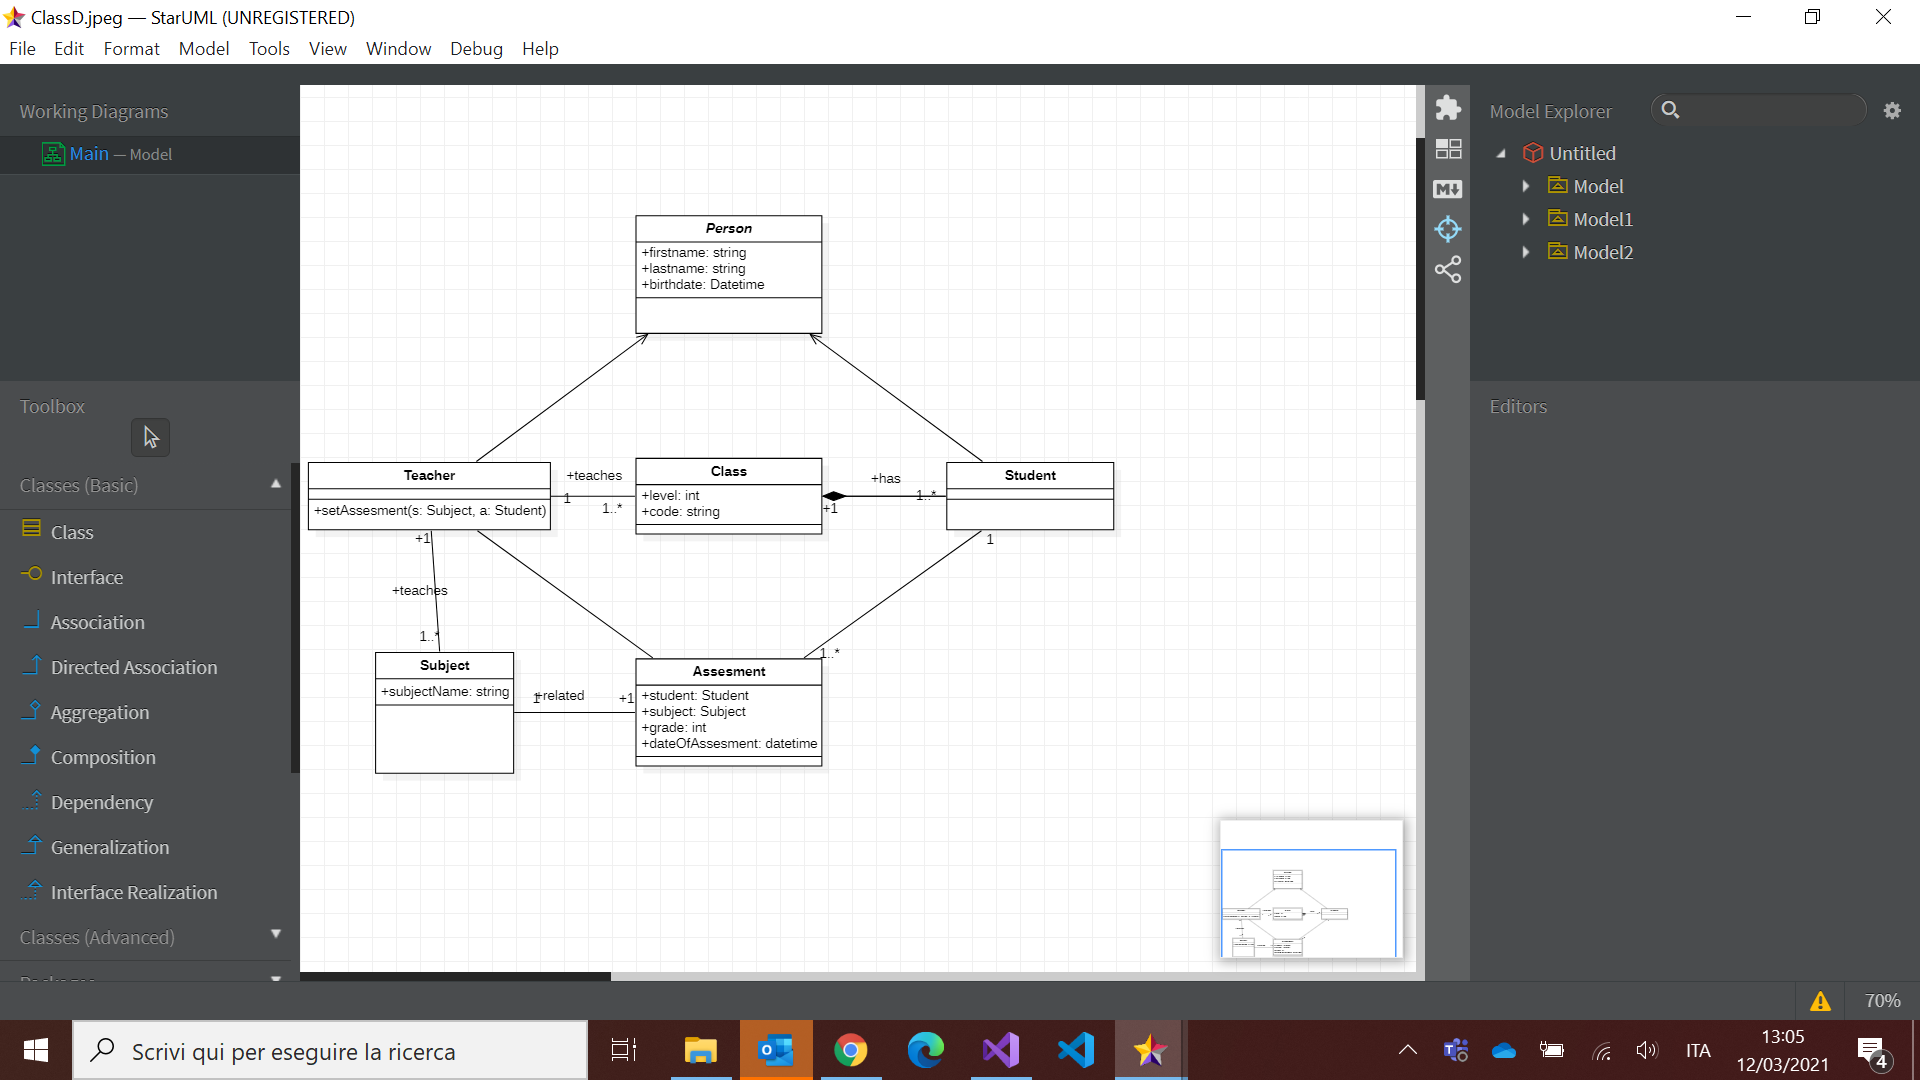 ClassD.jpeg — StarUML (UNREGISTERED)
File Edit Format Model Tools View Window Debug Help
Working Diagrams
Main — Model
Toolbox
Classes (Basic)
Class
Interface
Association
Directed Association
Aggregation
Composition
Dependency
Generalization
Interface Realization
Classes (Advanced)
Person
+firstname: string
+lastname: string
+birthdate: Datetime
Teacher
+setAssesment(s: Subject, a: Student)
+teaches
1
1..*
Class
+level: int
+code: string
+has
+1
1..*
Student
+1
+teaches
1..*
1
1..*
Subject
+subjectName: string
1
+related
+1
Assesment
+student: Student
+subject: Subject
+grade: int
+dateOfAssesment: datetime
Model Explorer
Untitled
Model
Model1
Model2
Editors
70%
Scrivi qui per eseguire la ricerca
ITA
13:05
12/03/2021
4